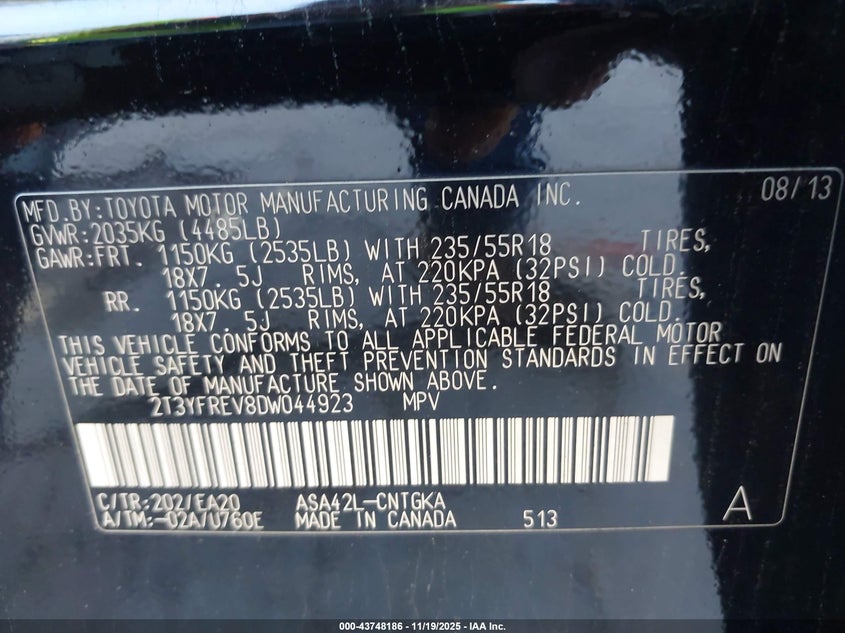 MFD.BY:TOYOTA MOTOR MANUFACTURING CANADA INC. 08/13
GVWR:2035KG (4485LB)
GAWR:FRT. 1150KG (2535LB) WITH 235/55R18 TIRES,
18X7.5J RIMS, AT 220KPA (32PSI) COLD.
RR. 1150KG (2535LB) WITH 235/55R18 TIRES,
18X7.5J RIMS, AT 220KPA (32PSI) COLD.
THIS VEHICLE CONFORMS TO ALL APPLICABLE FEDERAL MOTOR
VEHICLE SAFETY AND THEFT PREVENTION STANDARDS IN EFFECT ON
THE DATE OF MANUFACTURE SHOWN ABOVE.
2T3YFREV8DW044923 MPV
C/TR:202/EA20 ASA42L-CNTGKA A
A/TM:-02A/U760E MADE IN CANADA 513
000-43748186 - 11/19/2025 - IAA Inc.